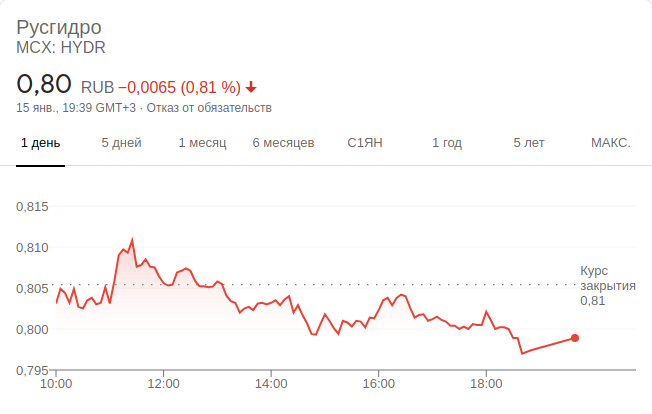 Русгидро
MCX: HYDR
0,80 RUB −0,0065 (0,81 %)
15 янв., 19:39 GMT+3 · Отказ от обязательств
1 день 5 дней 1 месяц 6 месяцев С1ЯН 1 год 5 лет МАКС.
0,815
0,810
0,805
0,800
0,795
Курс
закрытия
0,81
10:00 12:00 14:00 16:00 18:00